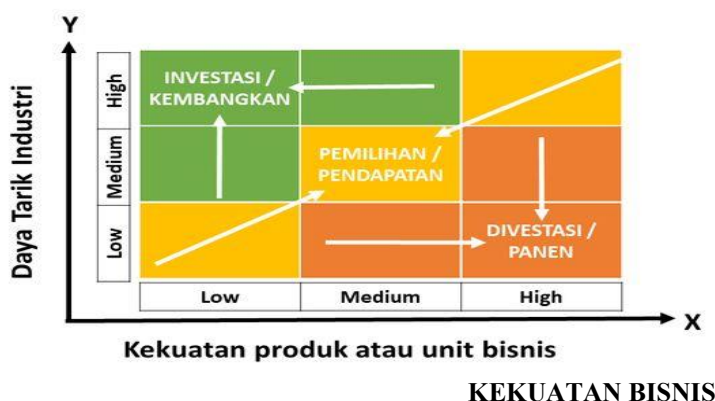 Y
Daya Tarik Industri
High
Medium
Low
INVESTASI /
KEMBANGKAN
PEMILIHAN /
PENDAPATAN
DIVESTASI /
PANEN
Low Medium High
X
Kekuatan produk atau unit bisnis
KEKUATAN BISNIS